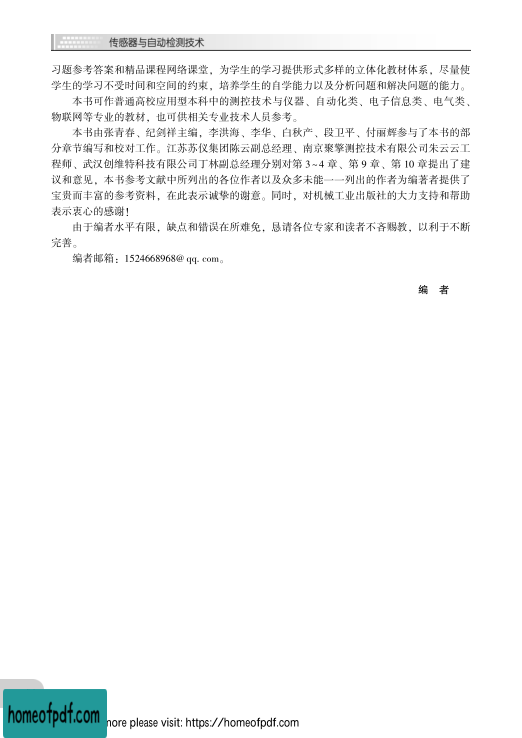 传感器与自动检测技术
习题参考答案和精品课程网络课堂，为学生的学习提供形式多样的立体化教材体系，尽量使
学生的学习不受时间和空间的约束，培养学生的自学能力以及分析问题和解决问题的能力。
本书可作普通高校应用型本科中的测控技术与仪器、自动化类、电子信息类、电气类、
物联网等专业的教材，也可供相关专业技术人员参考。
本书由张青春、纪剑祥主编，李洪海、李华、白秋产、段卫平、付丽辉参与了本书的部
分章节编写和校对工作。江苏苏仪集团陈云副总经理、南京聚擎测控技术有限公司朱云云工
程师、武汉创维特科技有限公司丁林副总经理分别对第 3~4 章、第 9 章、第 10 章提出了建
议和意见，本书参考文献中所列出的各位作者以及众多未能一一列出的作者为编著者提供了
宝贵而丰富的参考资料，在此表示诚挚的谢意。同时，对机械工业出版社的大力支持和帮助
表示衷心的感谢！
由于编者水平有限，缺点和错误在所难免，恳请各位专家和读者不吝赐教，以利于不断
完善。
编者邮箱：1524668968@qq.com。
编 者
homeofpdf.com
more please visit: https://homeofpdf.com